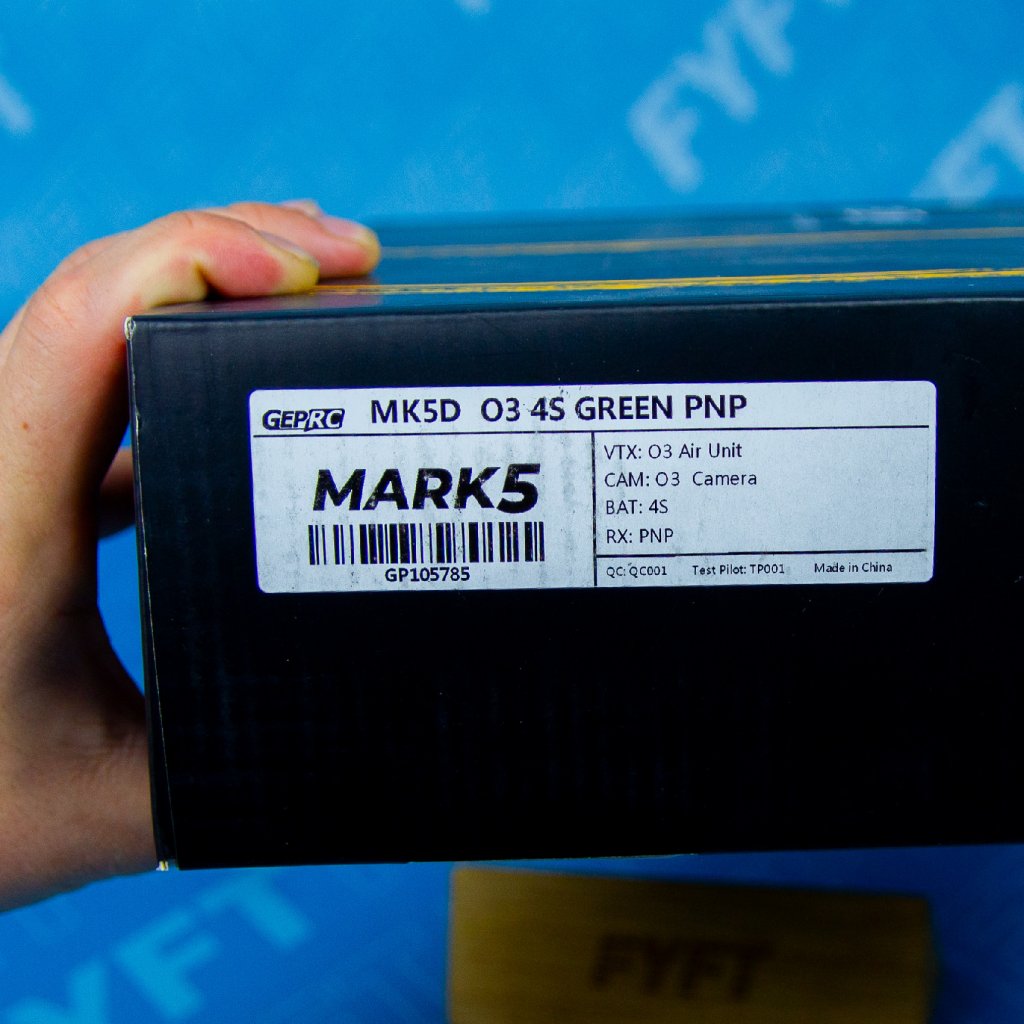 FYFT
GEPRC MK5D O3 4S GREEN PNP
MARK5
GP105785
VTX: O3 Air Unit
CAM: O3 Camera
BAT: 4S
RX: PNP
QC: QC001 Test Pilot: TP001 Made in China
FYFT
FYFT